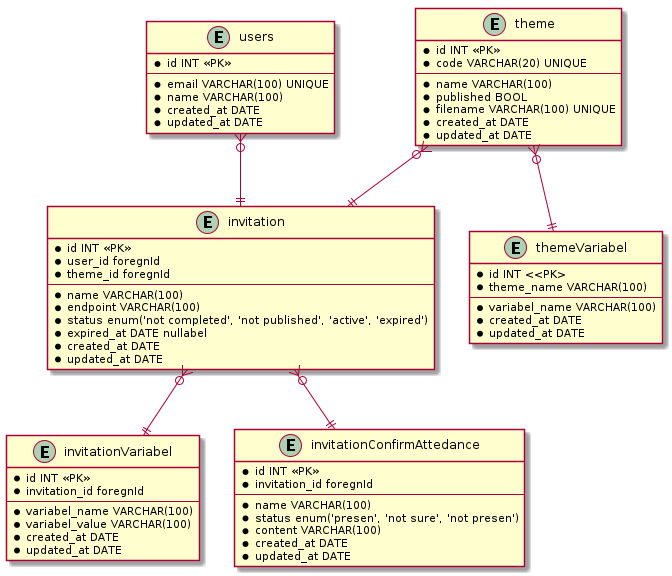 E users
id INT «PK»
email VARCHAR(100) UNIQUE
name VARCHAR(100)
created_at DATE
updated_at DATE
E theme
id INT «PK»
code VARCHAR(20) UNIQUE
name VARCHAR(100)
published BOOL
filename VARCHAR(100) UNIQUE
created_at DATE
updated_at DATE
E invitation
id INT «PK»
user_id foregnId
theme_id foregnId
name VARCHAR(100)
endpoint VARCHAR(100)
status enum('not completed', 'not published', 'active', 'expired')
expired_at DATE nullabel
created_at DATE
updated_at DATE
E themeVariabel
id INT <<PK>
theme_name VARCHAR(100)
variabel_name VARCHAR(100)
created_at DATE
updated_at DATE
E invitationVariabel
id INT «PK»
invitation_id foregnId
variabel_name VARCHAR(100)
variabel_value VARCHAR(100)
created_at DATE
updated_at DATE
E invitationConfirmAttedance
id INT «PK»
invitation_id foregnId
name VARCHAR(100)
status enum('presen', 'not sure', 'not presen')
content VARCHAR(100)
created_at DATE
updated_at DATE